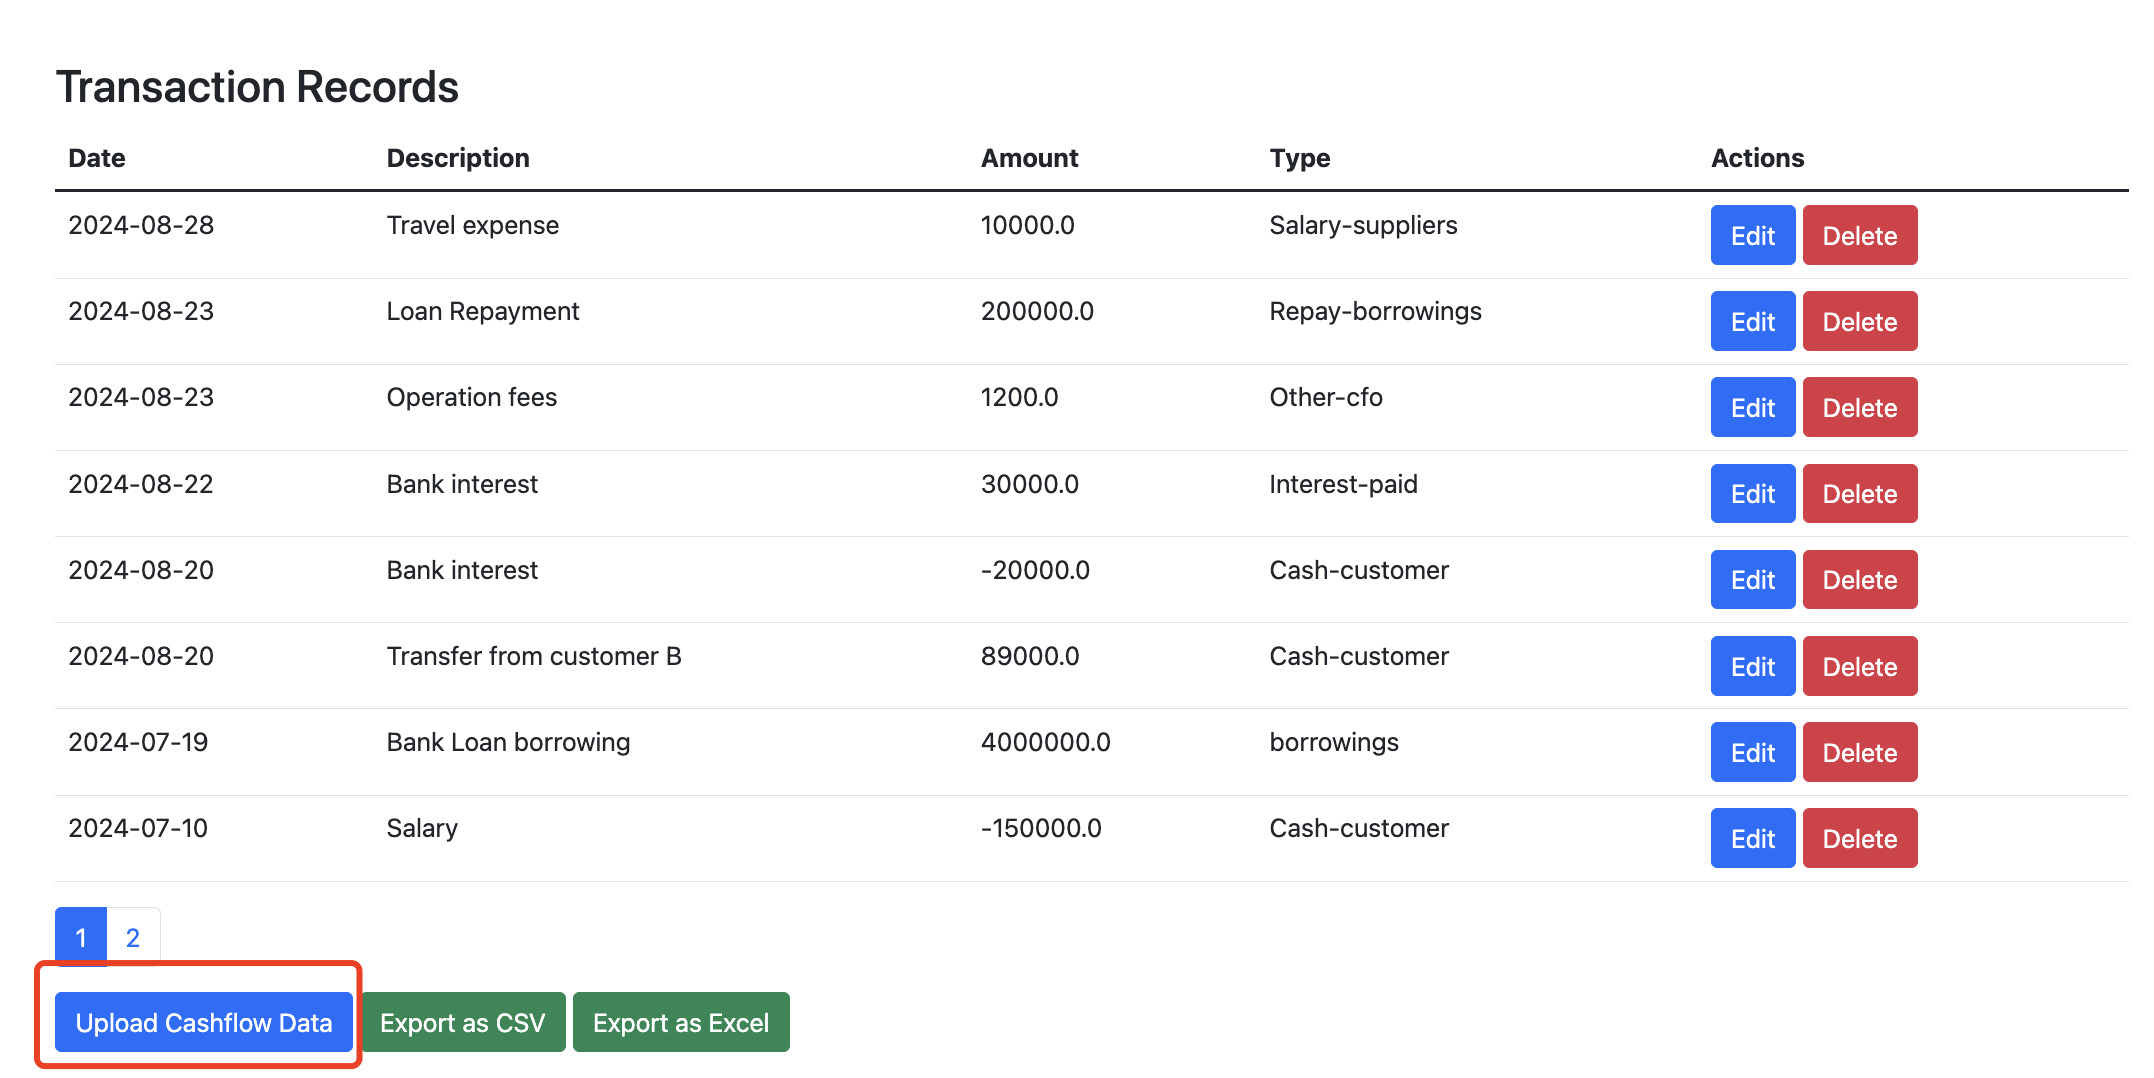 Transaction Records
Date Description Amount Type Actions
2024-08-28 Travel expense 10000.0 Salary-suppliers Edit Delete
2024-08-23 Loan Repayment 200000.0 Repay-borrowings Edit Delete
2024-08-23 Operation fees 1200.0 Other-cfo Edit Delete
2024-08-22 Bank interest 30000.0 Interest-paid Edit Delete
2024-08-20 Bank interest -20000.0 Cash-customer Edit Delete
2024-08-20 Transfer from customer B 89000.0 Cash-customer Edit Delete
2024-07-19 Bank Loan borrowing 4000000.0 borrowings Edit Delete
2024-07-10 Salary -150000.0 Cash-customer Edit Delete
1 2
Upload Cashflow Data Export as CSV Export as Excel